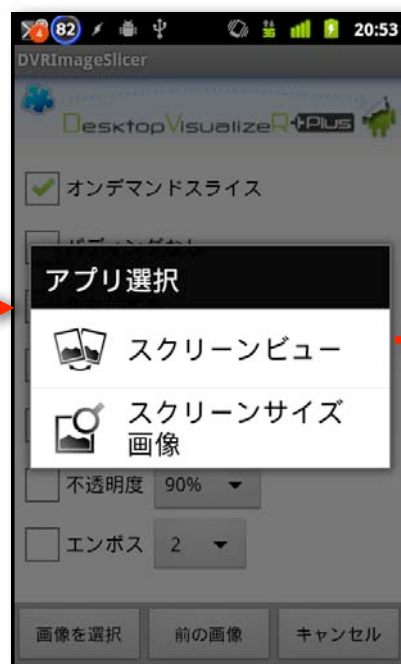 4 82 3G 20:53
DVRImageSlicer
DesktopVisualizeR+Plus
オンデマンドスライス
アプリ選択
スクリーンビュー
スクリーンサイズ
画像
不透明度 90%
エンボス 2
画像を選択 前の画像 キャンセル